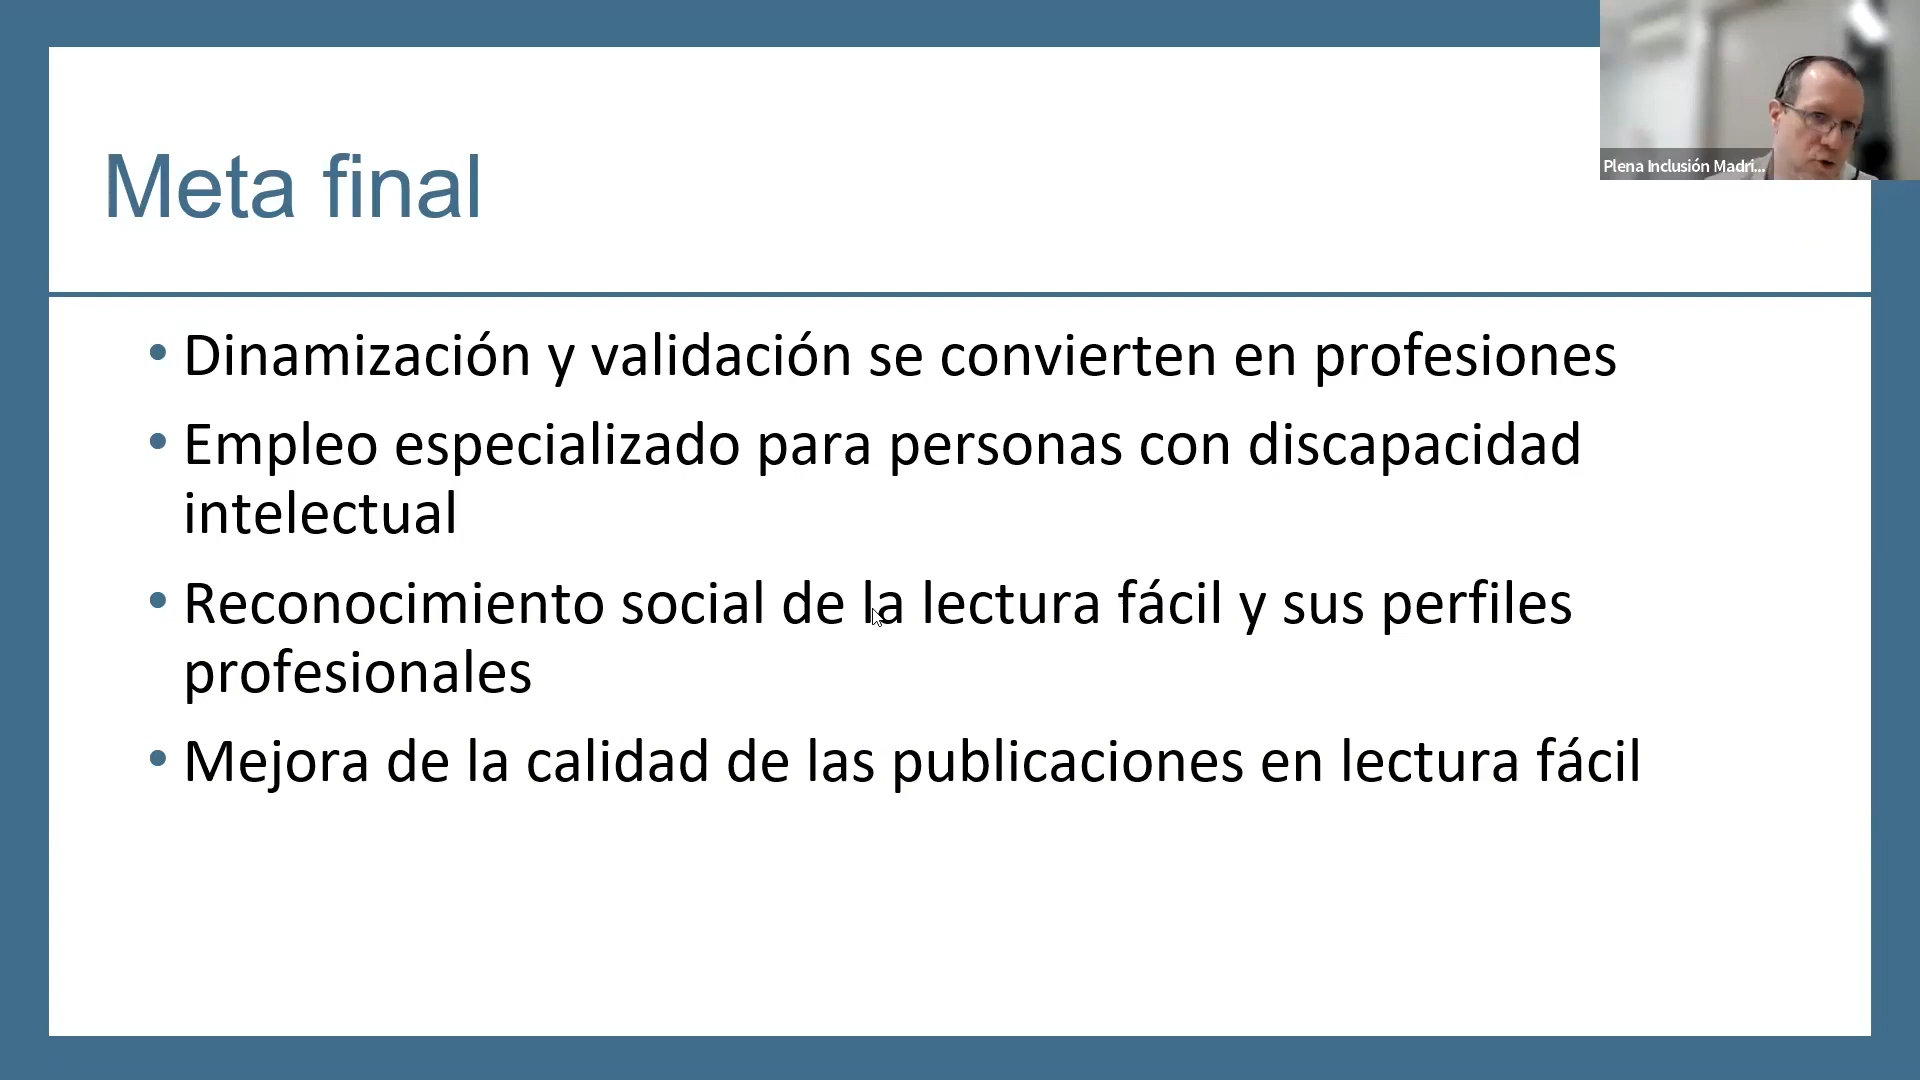 Plena Inclusión Madri...
Meta final
• Dinamización y validación se convierten en profesiones
• Empleo especializado para personas con discapacidad
intelectual
• Reconocimiento social de la lectura fácil y sus perfiles
profesionales
• Mejora de la calidad de las publicaciones en lectura fácil